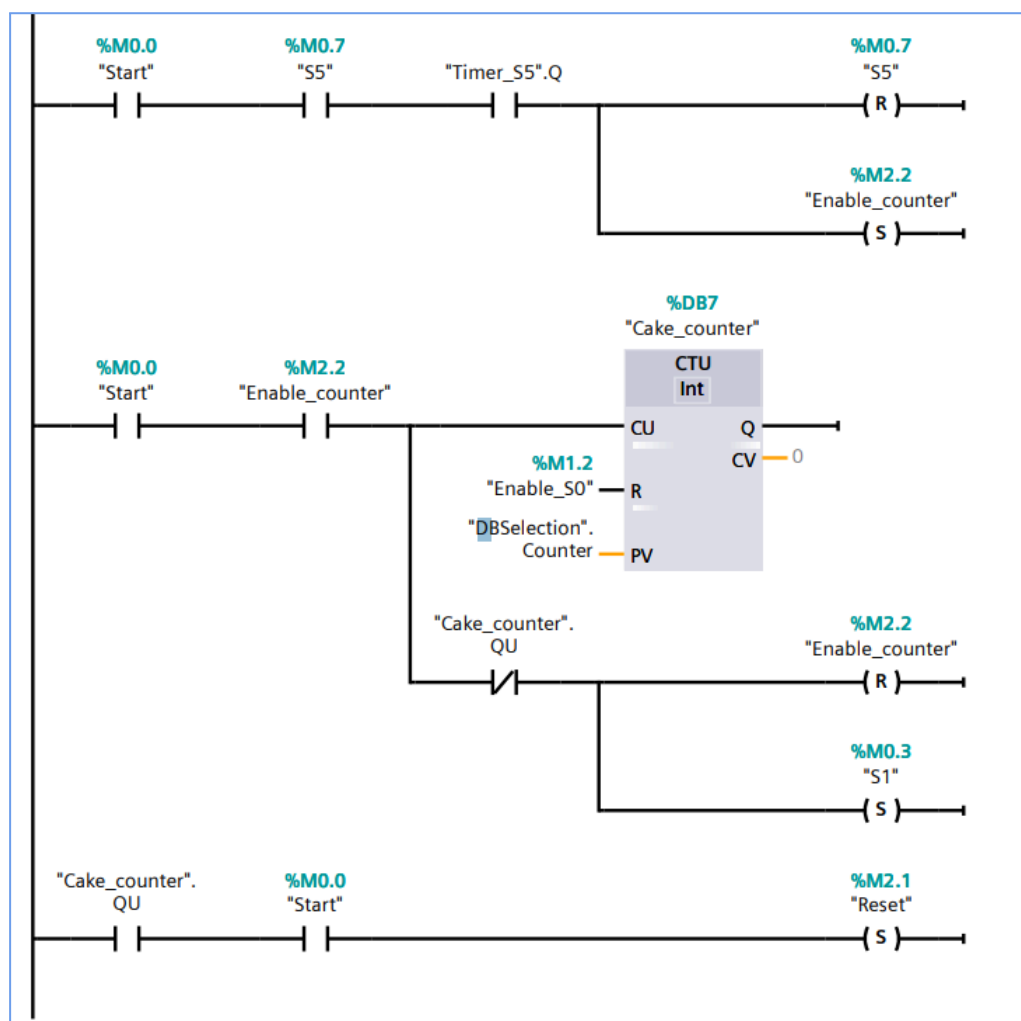 %M0.0 %M0.7 %M0.7
"Start" "S5" "Timer_S5".Q "S5"
R
%M2.2
"Enable_counter"
S
%DB7
"Cake_counter"
%M0.0 %M2.2 CTU
"Start" "Enable_counter" Int
CU Q
%M1.2 CV 0
"Enable_S0" R
"DBSelection".
Counter PV
"Cake_counter". %M2.2
QU "Enable_counter"
R
%M0.3
"S1"
S
"Cake_counter". %M0.0 %M2.1
QU "Start" "Reset"
S